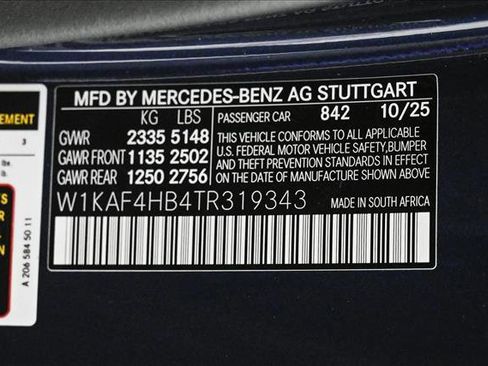 MFD BY MERCEDES-BENZ AG STUTTGART
KG LBS PASSENGER CAR 842 10/25
GVWR 2335 5148
GAWR FRONT 1135 2502
GAWR REAR 1250 2756
THIS VEHICLE CONFORMS TO ALL APPLICABLE
U.S. FEDERAL MOTOR VEHICLE SAFETY, BUMPER
AND THEFT PREVENTION STANDARDS IN EFFECT
ON THE DATE OF MANUFACTURE SHOWN ABOVE
W1KAF4HB4TR319343 MADE IN SOUTH AFRICA
EMENT
3
lbs.
S
R
A 206 584 50 11